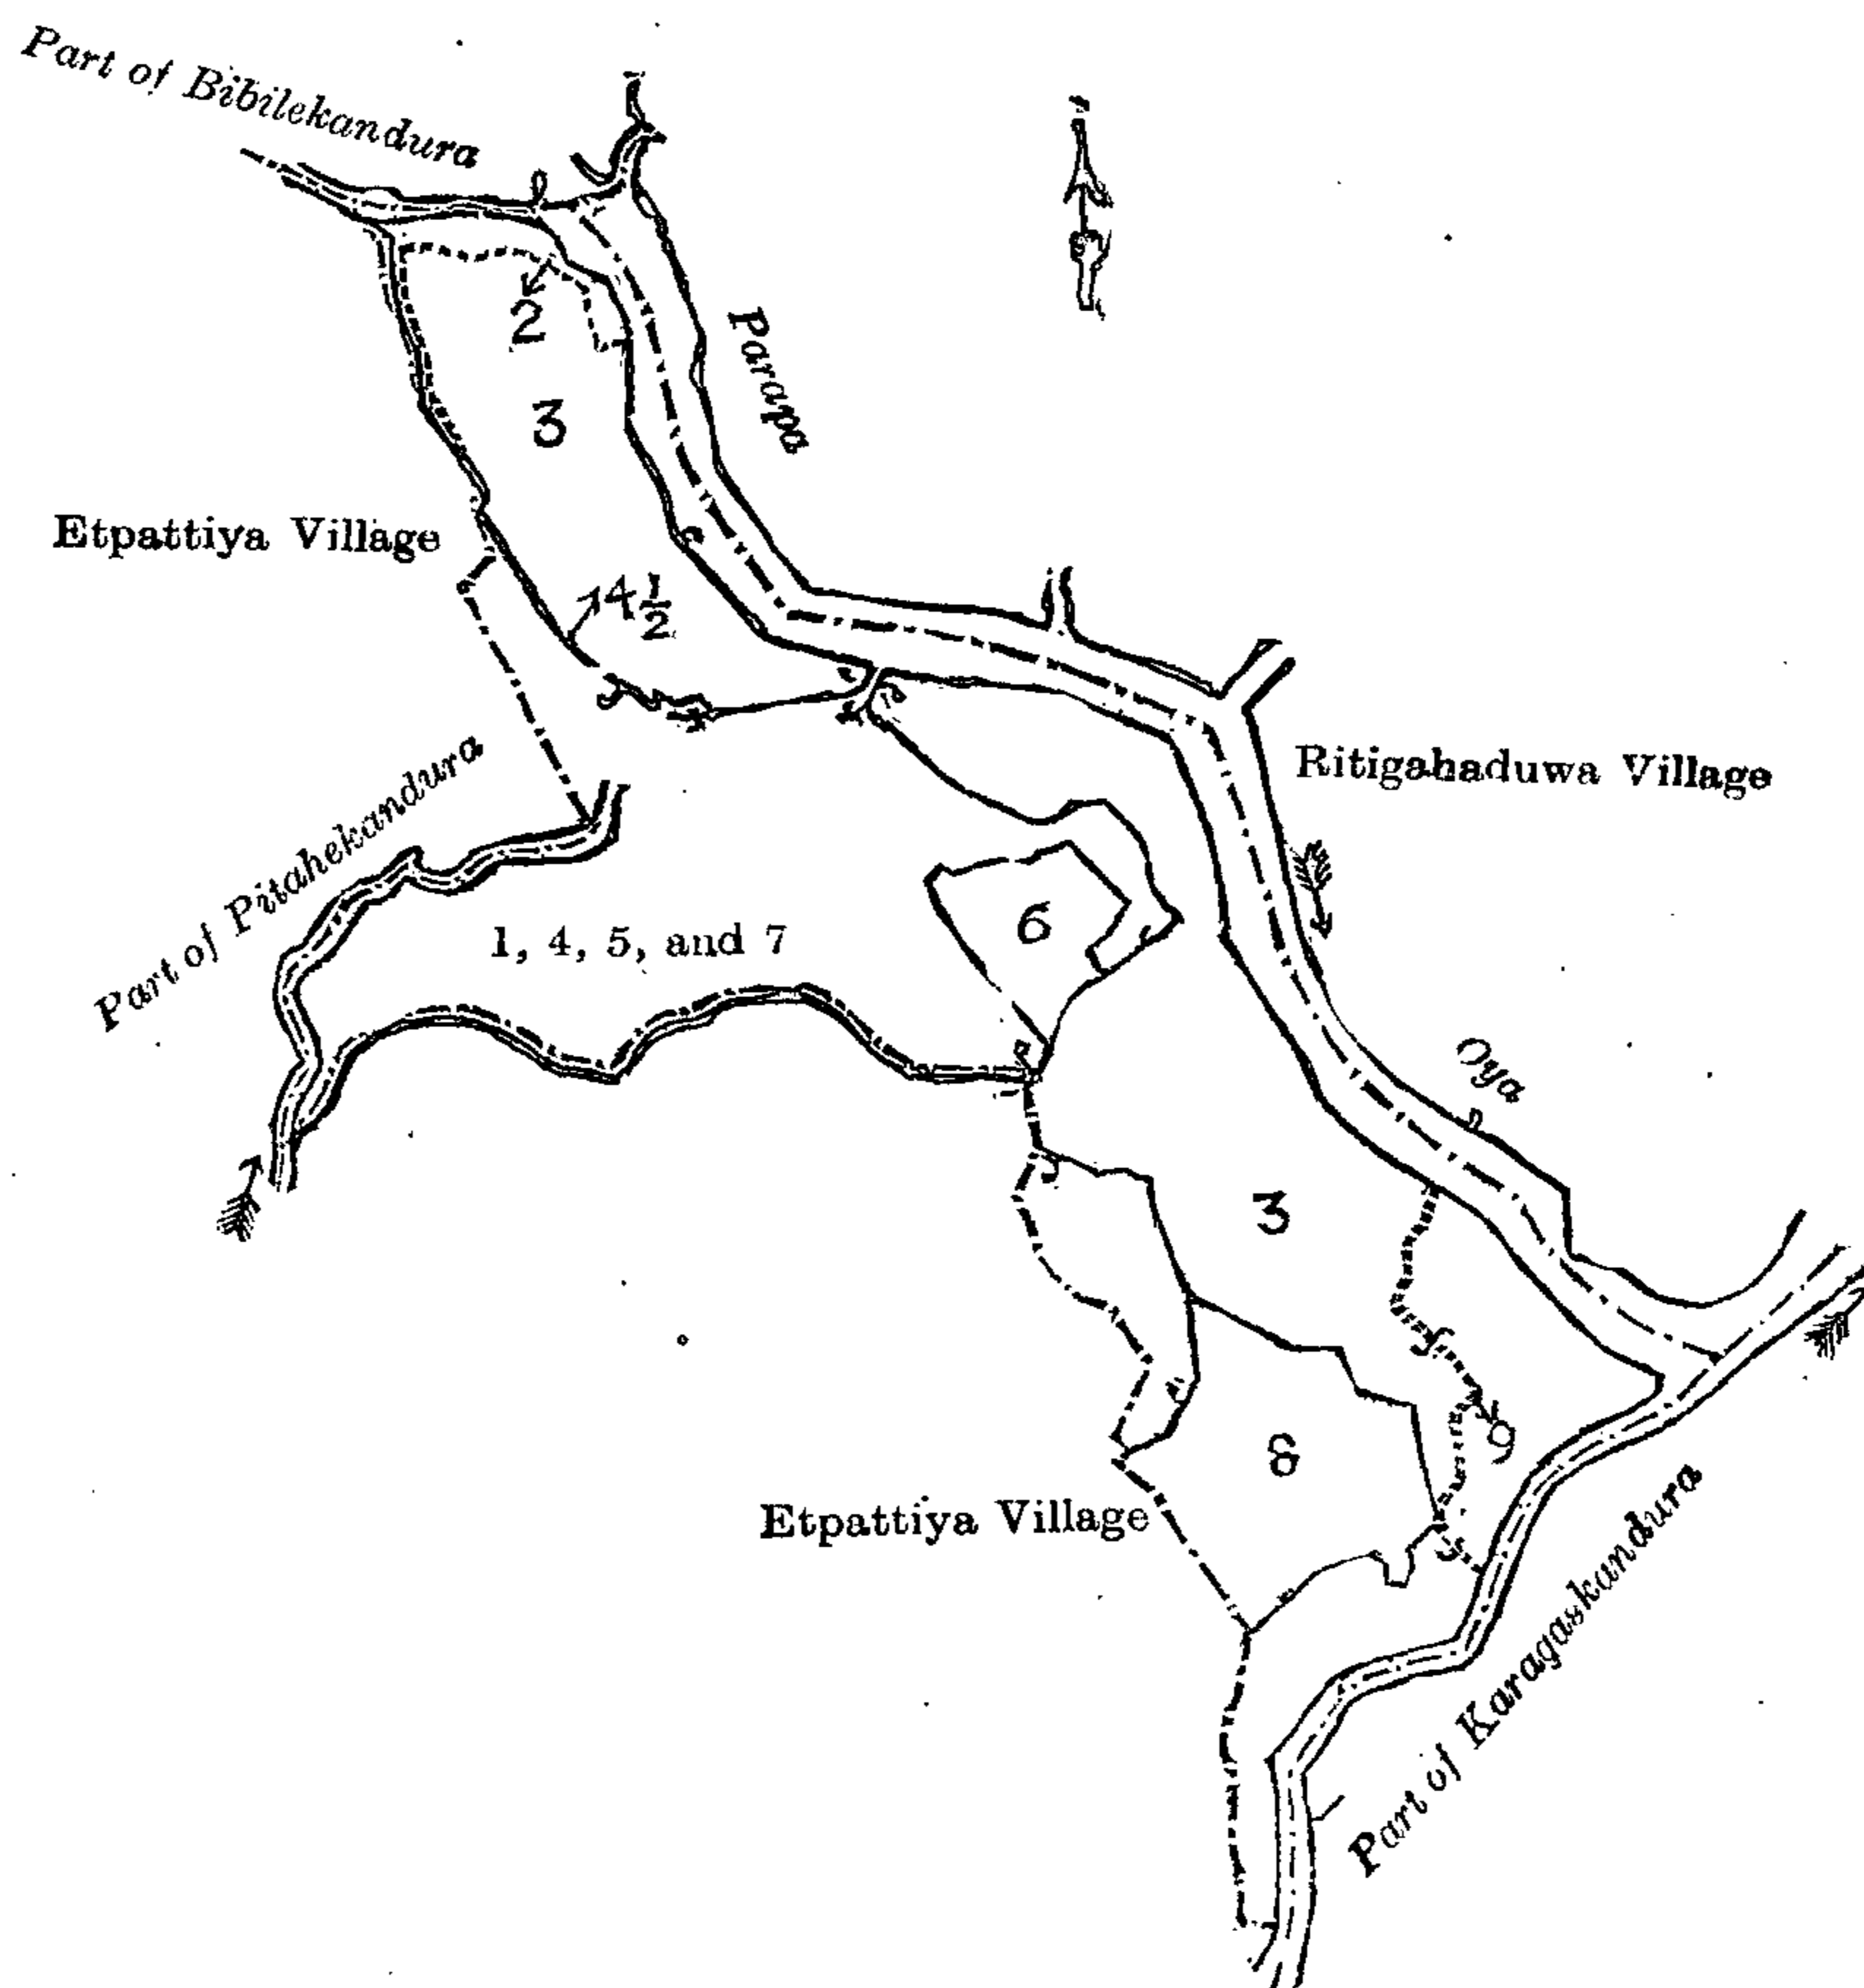 Part of Bibilekandura
2
Parapa
3
Etpattiya Village
4½
Ritigahaduwa Village
Part of Pitahekandura
6
1, 4, 5, and 7
Oya
3
9
8
Etpattiya Village
Part of Karagaskandura